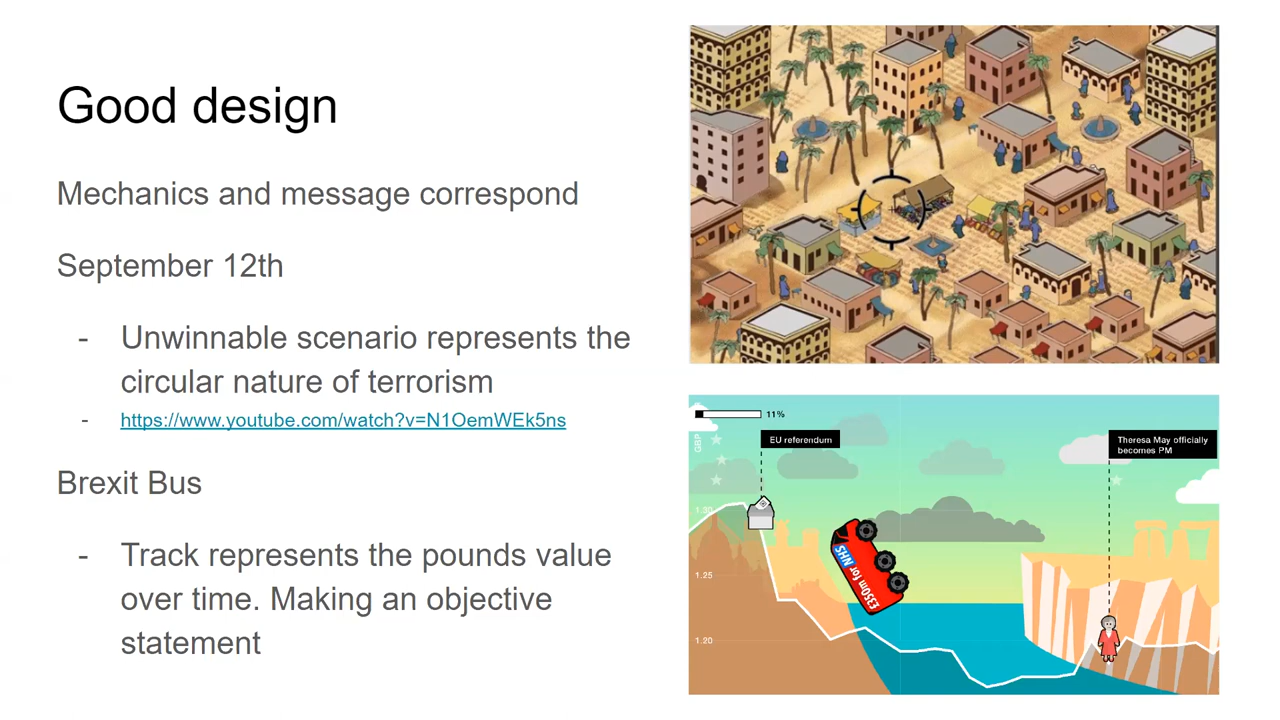 Good design
Mechanics and message correspond
September 12th
- Unwinnable scenario represents the
circular nature of terrorism
- https://www.youtube.com/watch?v=N1OemWEk5ns
Brexit Bus
- Track represents the pounds value
over time. Making an objective
statement
11%
GBP
EU referendum
Theresa May officially
becomes PM
1.30
1.25
1.20
£350m for NHS